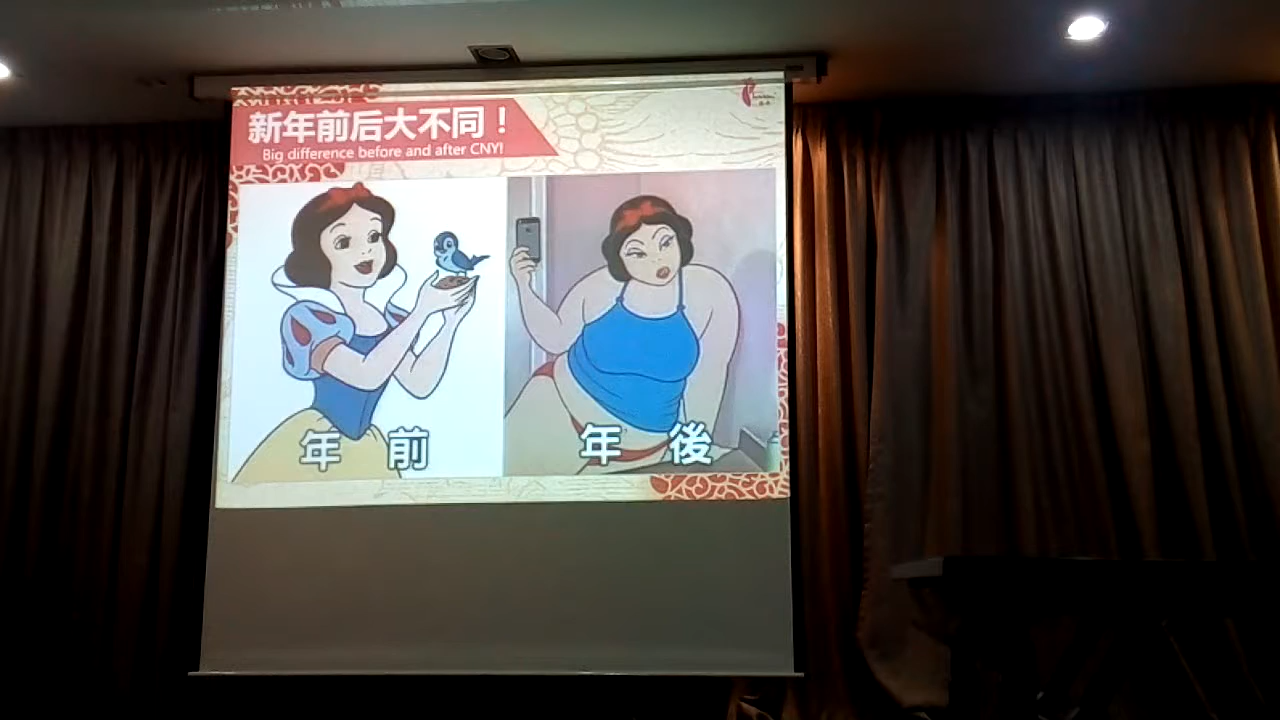 新年前后大不同！
Big difference before and after CNY!
年 前
年 後